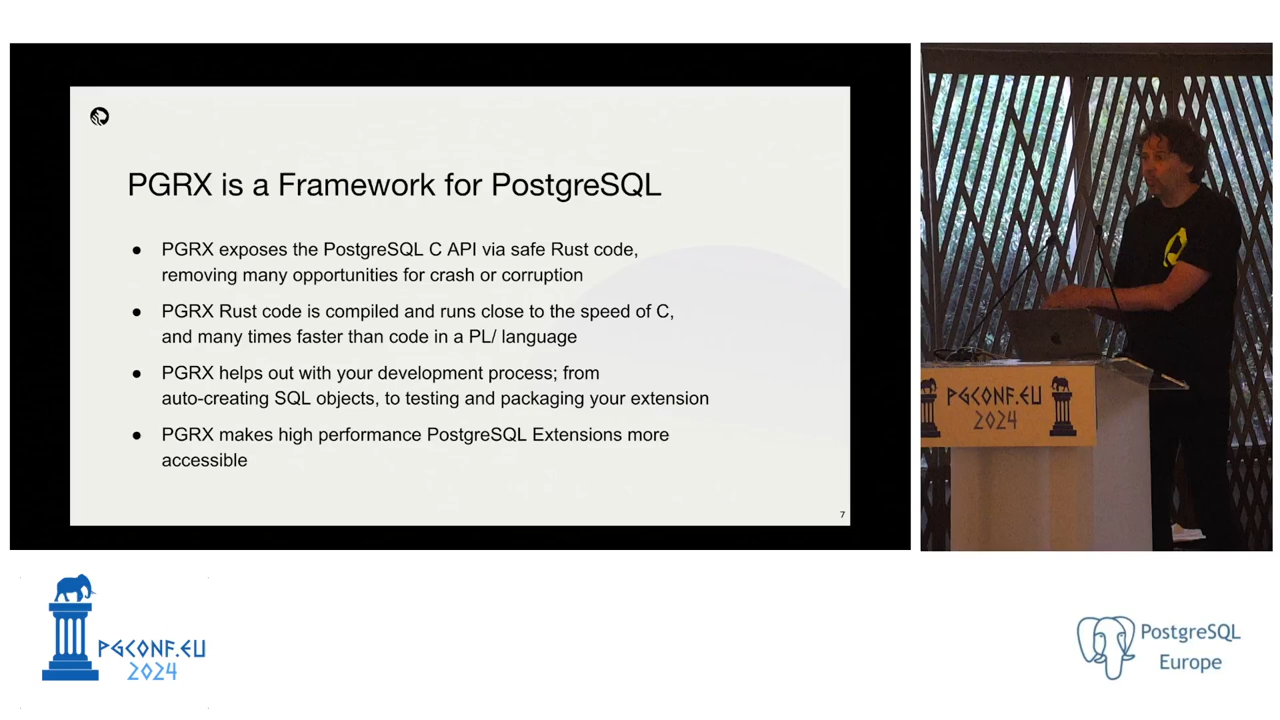 PGRX is a Framework for PostgreSQL
● PGRX exposes the PostgreSQL C API via safe Rust code,
removing many opportunities for crash or corruption
● PGRX Rust code is compiled and runs close to the speed of C,
and many times faster than code in a PL/ language
● PGRX helps out with your development process; from
auto-creating SQL objects, to testing and packaging your extension
● PGRX makes high performance PostgreSQL Extensions more
accessible
7
PGCONF.EU
2024
PGCONF.EU
2024
PostgreSQL
Europe